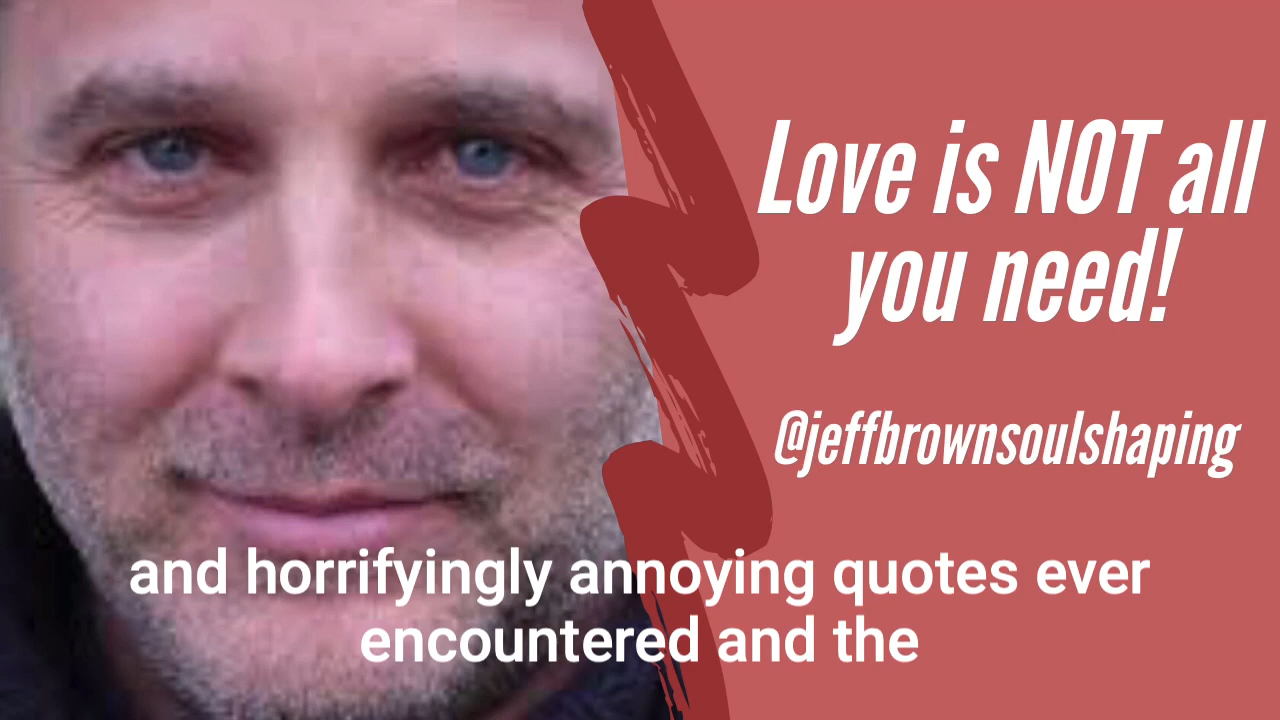 Love is NOT all
you need!
@jeffbrownsoulshaping
and horrifyingly annoying quotes ever
encountered and the